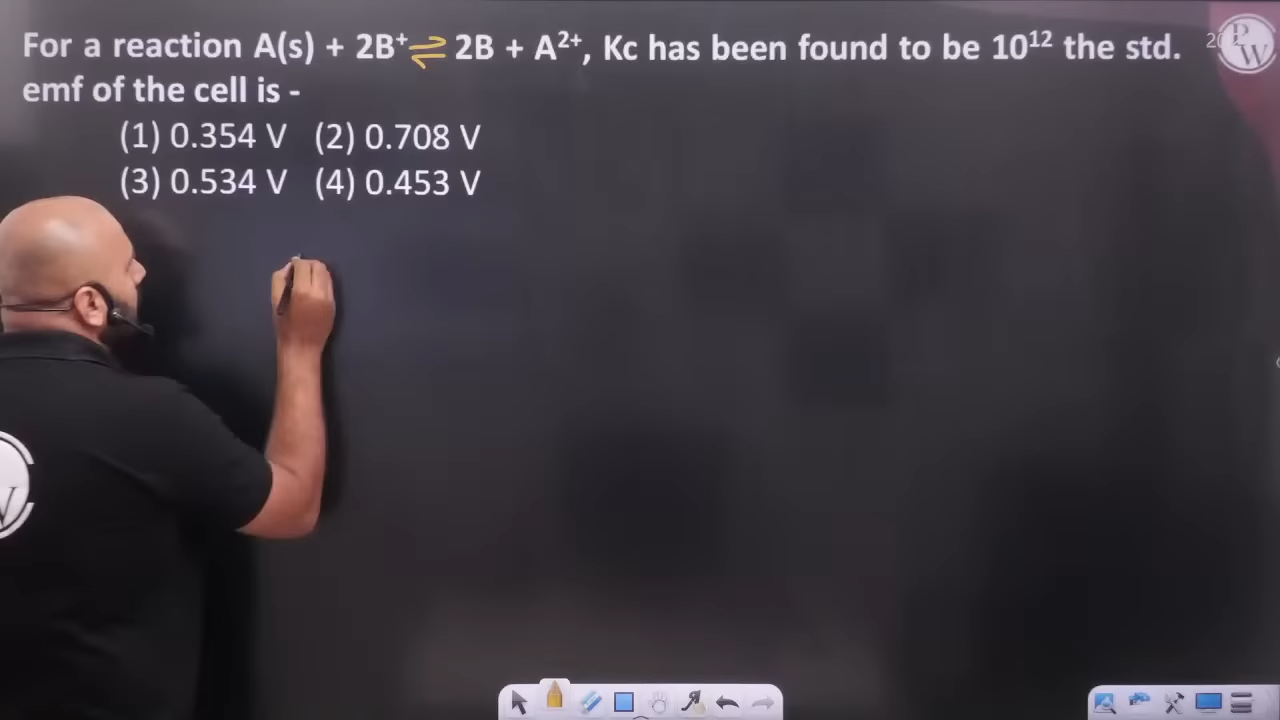 For a reaction A(s) + 2B⁺ ⇌ 2B + A²⁺, Kc has been found to be 10¹² the std.
emf of the cell is -
(1) 0.354 V (2) 0.708 V
(3) 0.534 V (4) 0.453 V
PW
W